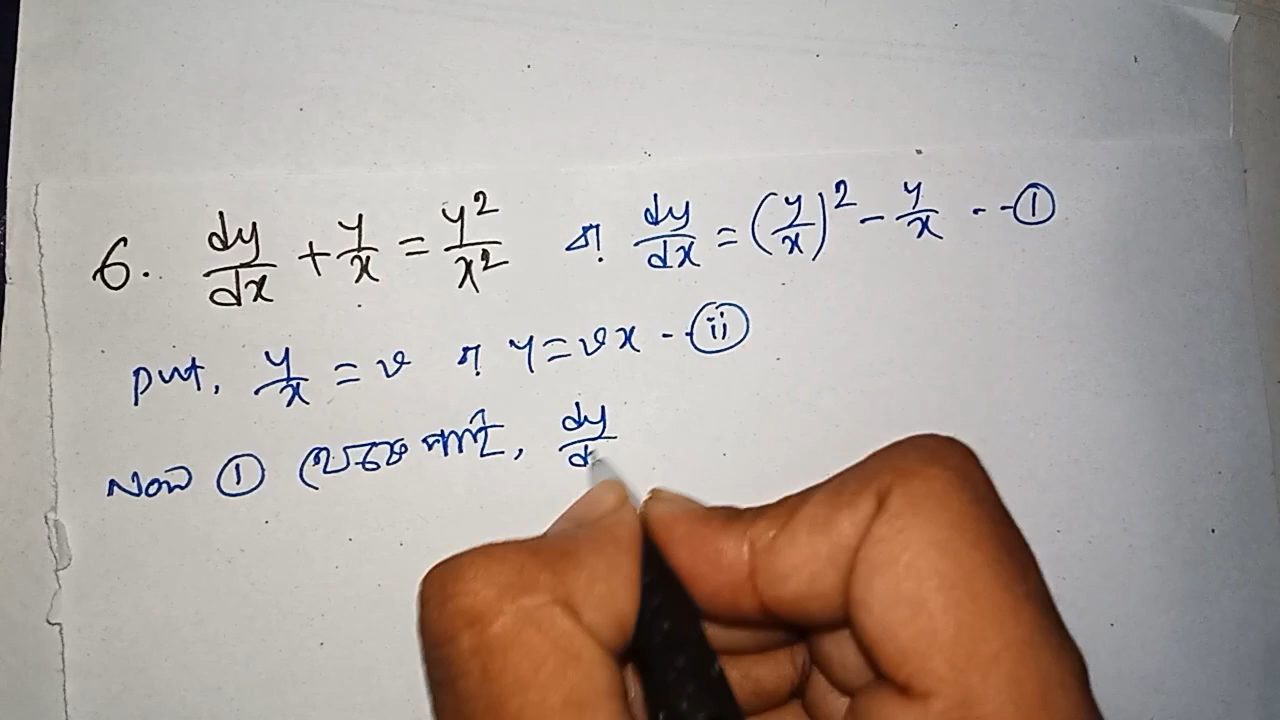 6. dy/dx + y/x = y²/x² বা dy/dx = (y/x)² - y/x --①
put, y/x = v বা y = vx --ⓘⓘ
Now ① থেকে পাই, dy/d